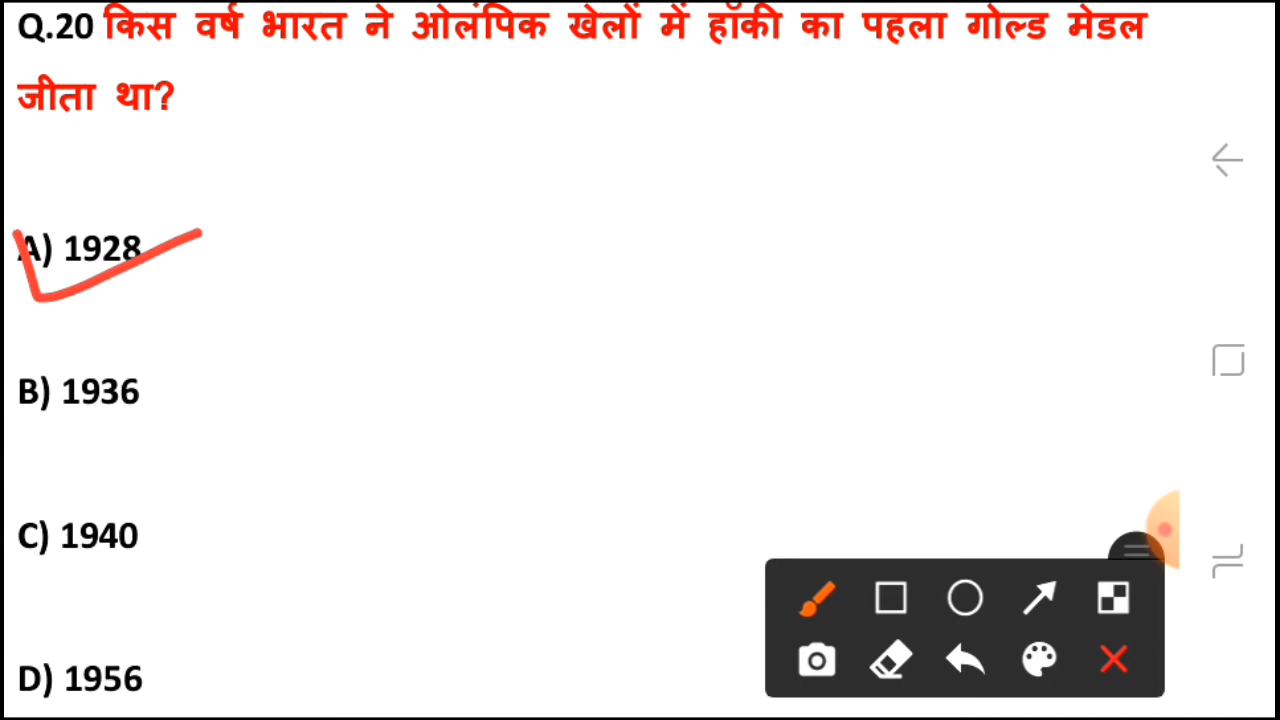 Q.20 किस वर्ष भारत ने ओलंपिक खेलों में हॉकी का पहला गोल्ड मेडल
जीता था?
A) 1928
B) 1936
C) 1940
D) 1956